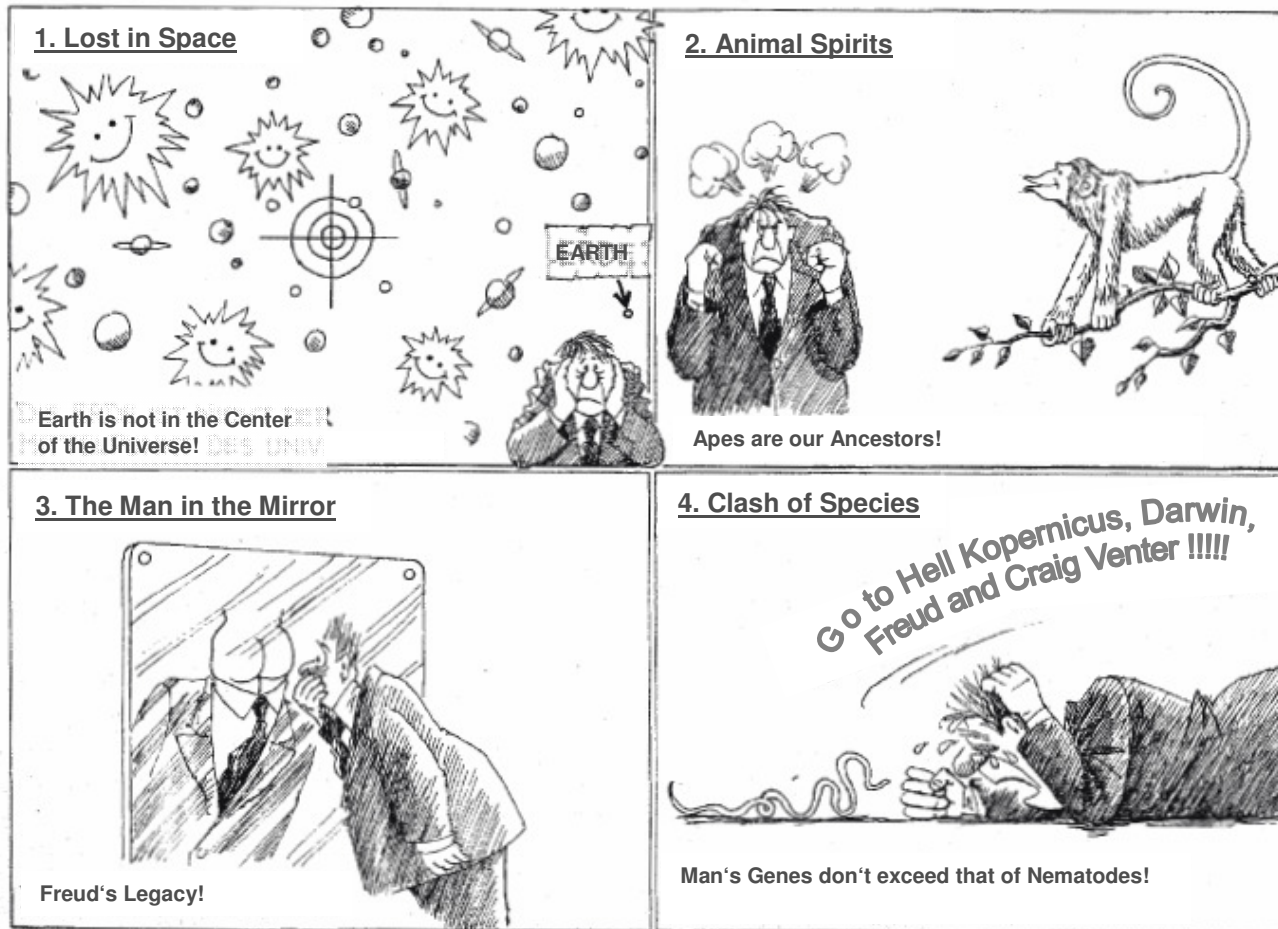 1. Lost in Space
EARTH
Earth is not in the Center
of the Universe!
DES UNIV
2. Animal Spirits
Apes are our Ancestors!
3. The Man in the Mirror
Freud‘s Legacy!
4. Clash of Species
Go to Hell Kopernicus, Darwin,
Freud and Craig Venter !!!!!
Man‘s Genes don‘t exceed that of Nematodes!